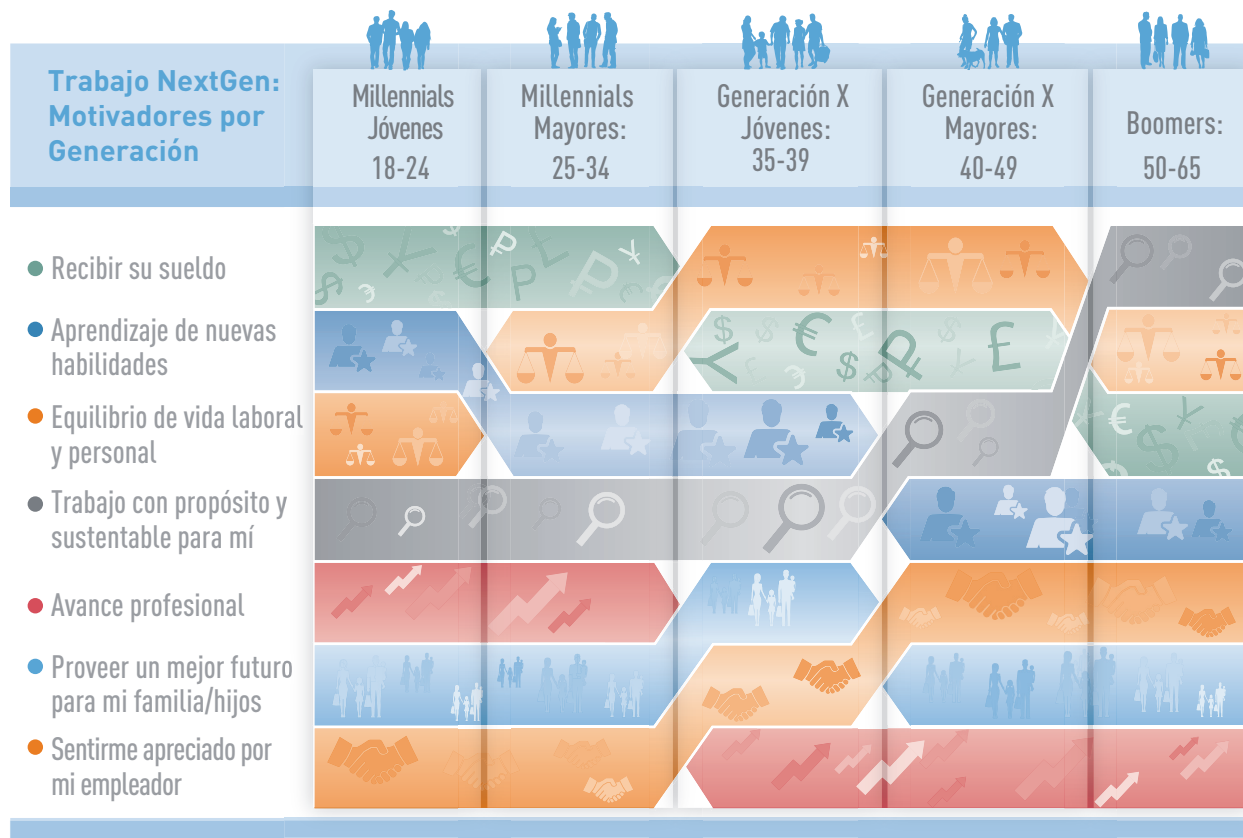 Trabajo NextGen:
Motivadores por
Generación
Millennials
Jóvenes
18-24
Millennials
Mayores:
25-34
Generación X
Jóvenes:
35-39
Generación X
Mayores:
40-49
Boomers:
50-65
Recibir su sueldo
Aprendizaje de nuevas
habilidades
Equilibrio de vida laboral
y personal
Trabajo con propósito y
sustentable para mí
Avance profesional
Proveer un mejor futuro
para mi familia/hijos
Sentirme apreciado por
mi empleador